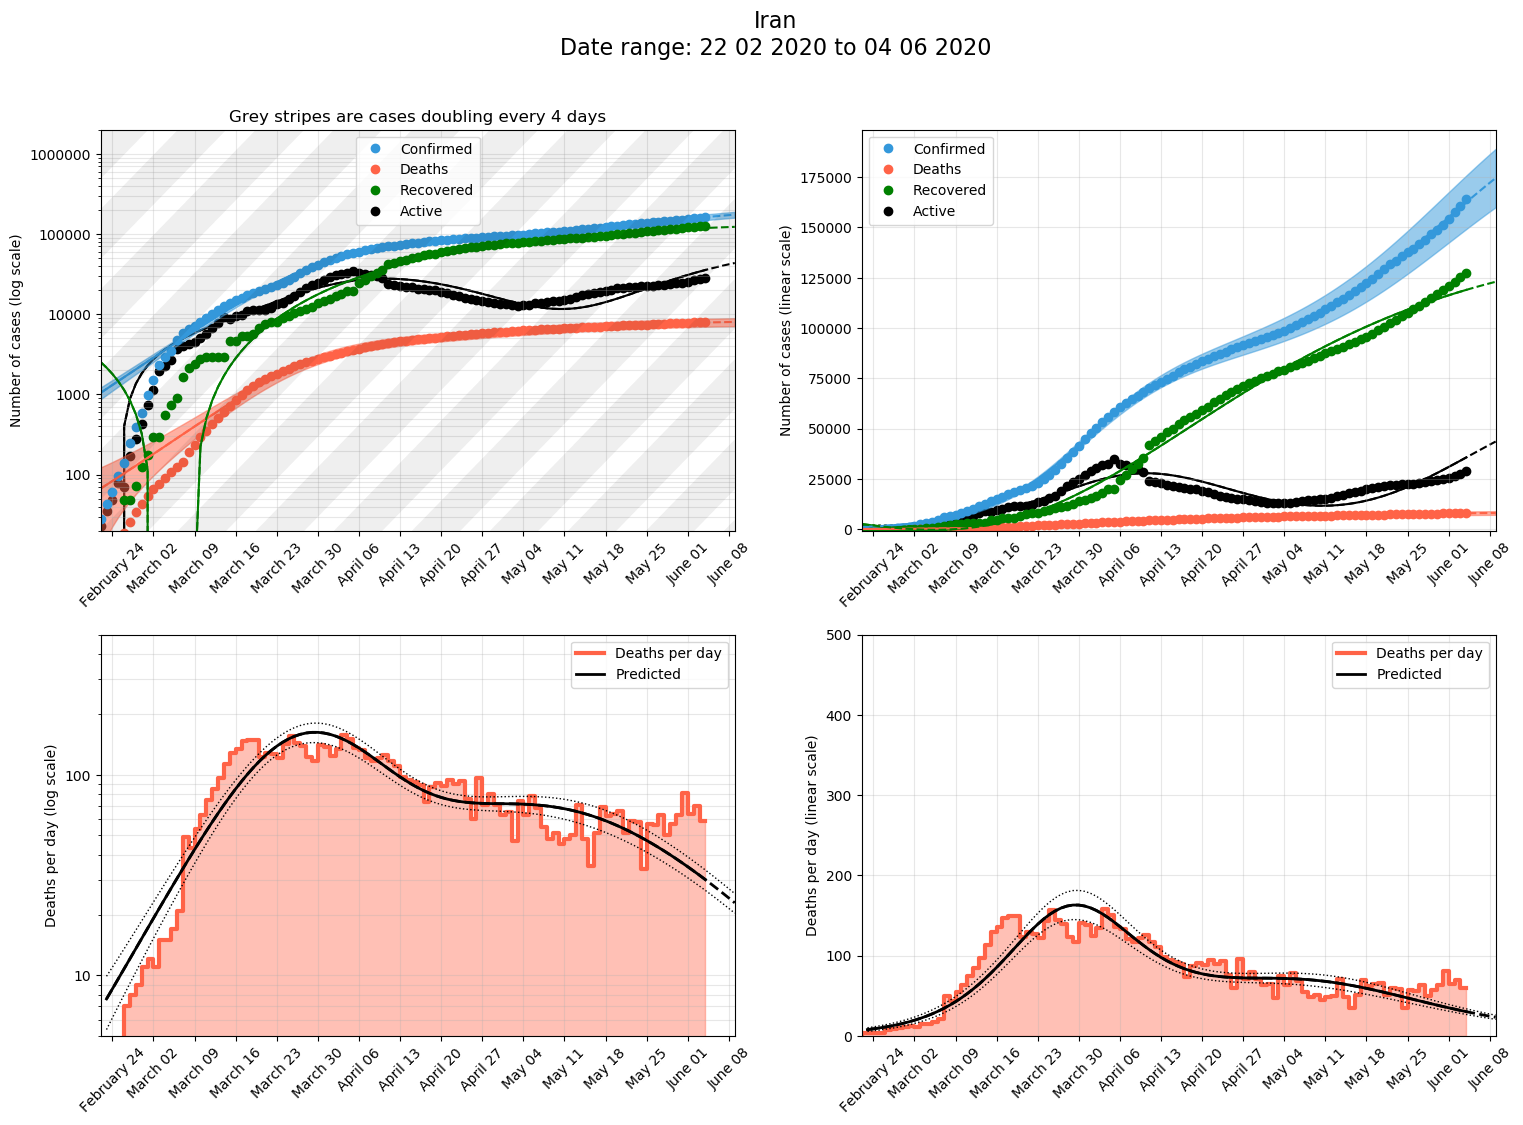 Iran
Date range: 22 02 2020 to 04 06 2020
Grey stripes are cases doubling every 4 days
Number of cases (log scale)
1000000
100000
10000
1000
100
Confirmed
Deaths
Recovered
Active
February 24
March 02
March 09
March 16
March 23
March 30
April 06
April 13
April 20
April 27
May 04
May 11
May 18
May 25
June 01
June 08
Number of cases (linear scale)
175000
150000
125000
100000
75000
50000
25000
0
Confirmed
Deaths
Recovered
Active
February 24
March 02
March 09
March 16
March 23
March 30
April 06
April 13
April 20
April 27
May 04
May 11
May 18
May 25
June 01
June 08
Deaths per day (log scale)
100
10
Deaths per day
Predicted
February 24
March 02
March 09
March 16
March 23
March 30
April 06
April 13
April 20
April 27
May 04
May 11
May 18
May 25
June 01
June 08
Deaths per day (linear scale)
500
400
300
200
100
0
Deaths per day
Predicted
February 24
March 02
March 09
March 16
March 23
March 30
April 06
April 13
April 20
April 27
May 04
May 11
May 18
May 25
June 01
June 08